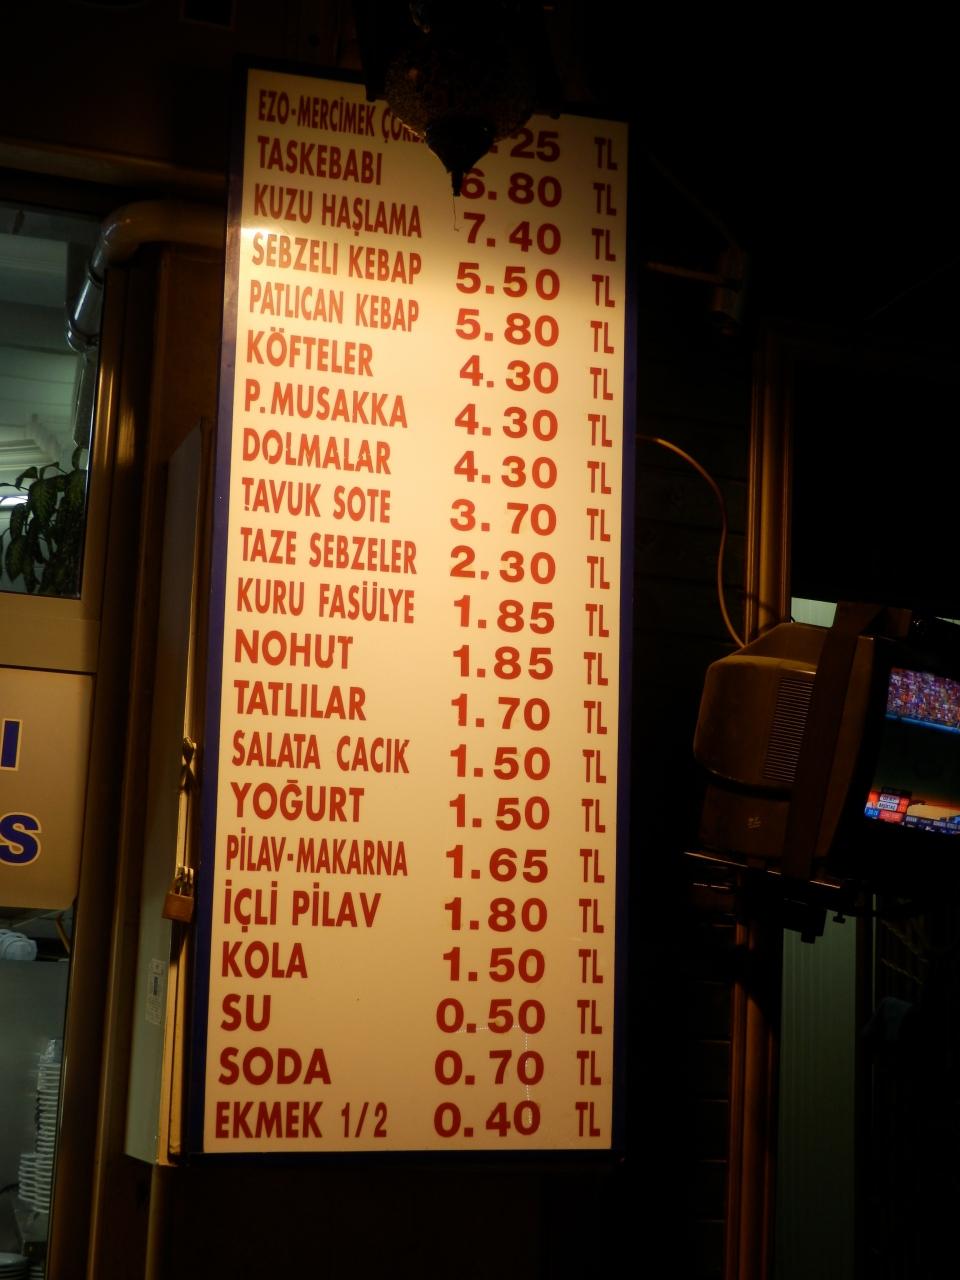 EZO-MERCİMEK 25 TL
TASKEBABI 6.80 TL
KUZU HAŞLAMA 7.40 TL
SEBZELİ KEBAP 5.50 TL
PATLICAN KEBAP 5.80 TL
KÖFTELER 4.30 TL
P.MUSAKKA 4.30 TL
DOLMALAR 4.30 TL
TAVUK SOTE 3.70 TL
TAZE SEBZELER 2.30 TL
KURU FASÜLYE 1.85 TL
NOHUT 1.85 TL
TATLILAR 1.70 TL
SALATA CACIK 1.50 TL
YOĞURT 1.50 TL
PİLAV-MAKARNA 1.65 TL
İÇLİ PİLAV 1.80 TL
KOLA 1.50 TL
SU 0.50 TL
SODA 0.70 TL
EKMEK 1/2 0.40 TL